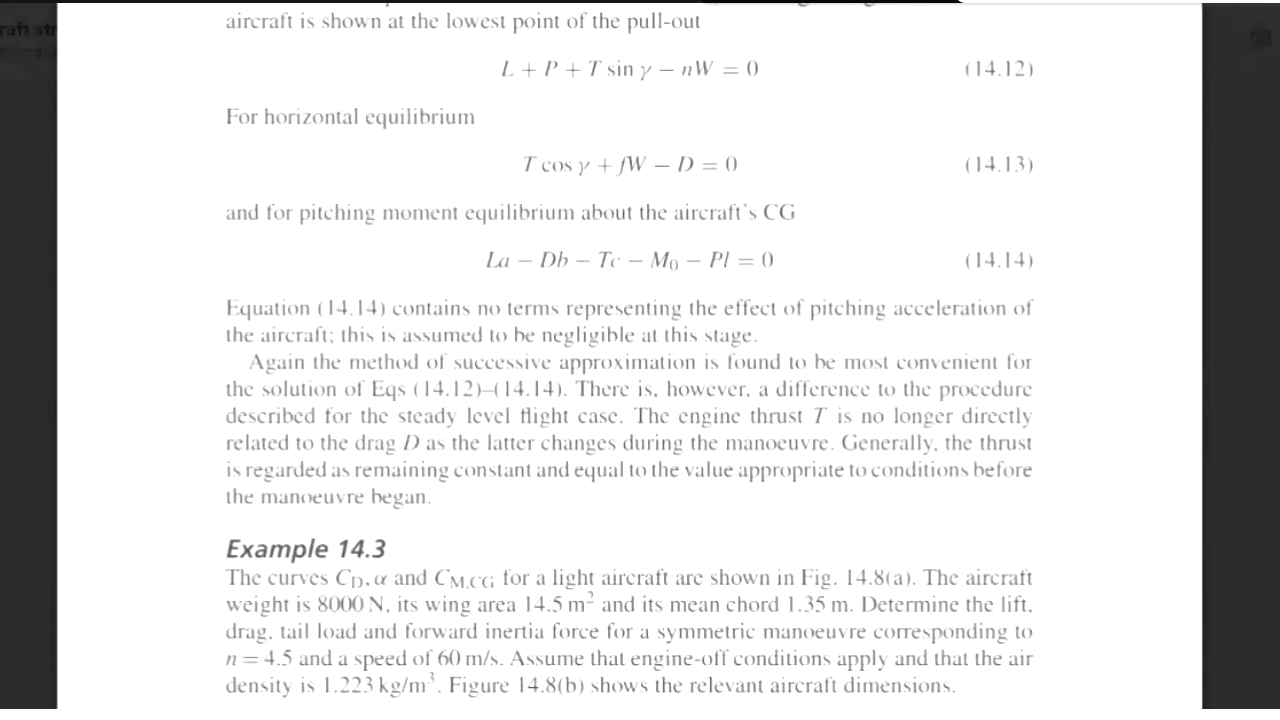 aircraft is shown at the lowest point of the pull-out
L + P + T sin γ − nW = 0 (14.12)
For horizontal equilibrium
T cos γ + fW − D = 0 (14.13)
and for pitching moment equilibrium about the aircraft's CG
La − Db − Tc − M₀ − Pl = 0 (14.14)
Equation (14.14) contains no terms representing the effect of pitching acceleration of
the aircraft; this is assumed to be negligible at this stage.
Again the method of successive approximation is found to be most convenient for
the solution of Eqs (14.12)–(14.14). There is, however, a difference to the procedure
described for the steady level flight case. The engine thrust T is no longer directly
related to the drag D as the latter changes during the manoeuvre. Generally, the thrust
is regarded as remaining constant and equal to the value appropriate to conditions before
the manoeuvre began.
Example 14.3
The curves C_D, α and C_M,CG for a light aircraft are shown in Fig. 14.8(a). The aircraft
weight is 8000 N, its wing area 14.5 m² and its mean chord 1.35 m. Determine the lift,
drag, tail load and forward inertia force for a symmetric manoeuvre corresponding to
n = 4.5 and a speed of 60 m/s. Assume that engine-off conditions apply and that the air
density is 1.223 kg/m³. Figure 14.8(b) shows the relevant aircraft dimensions.